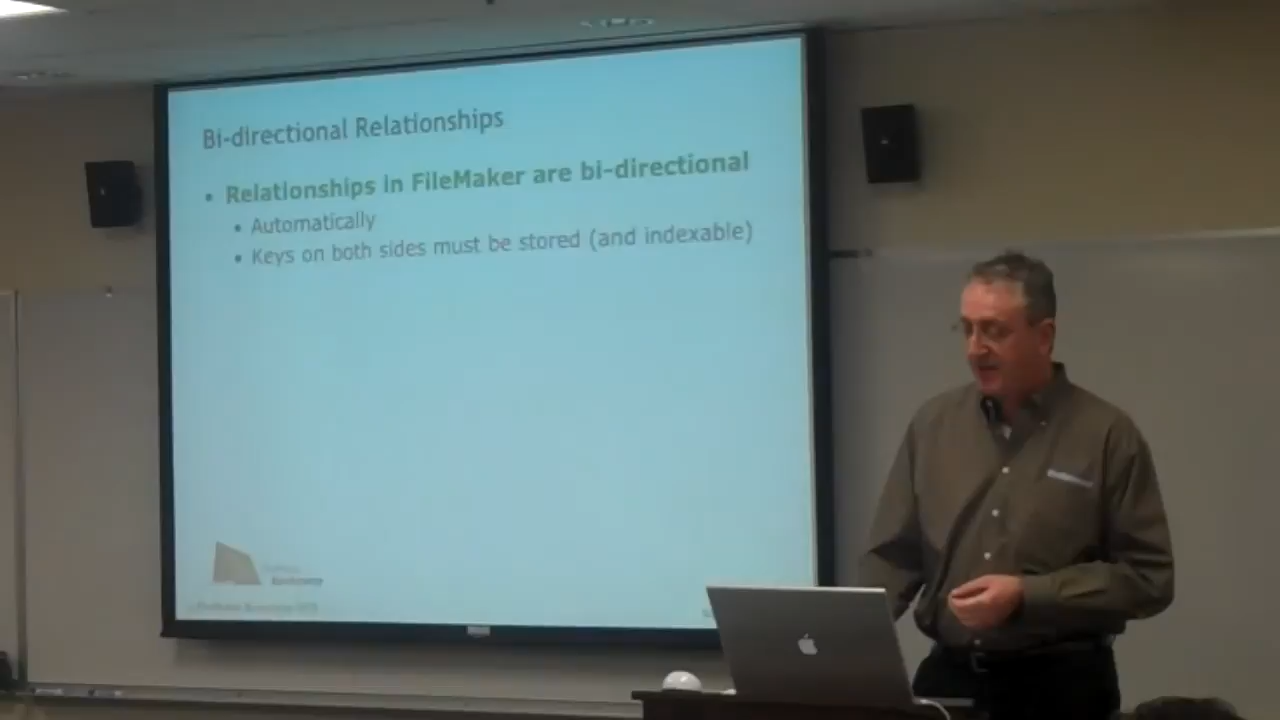 Bi-directional Relationships
• Relationships in FileMaker are bi-directional
• Automatically
• Keys on both sides must be stored (and indexable)